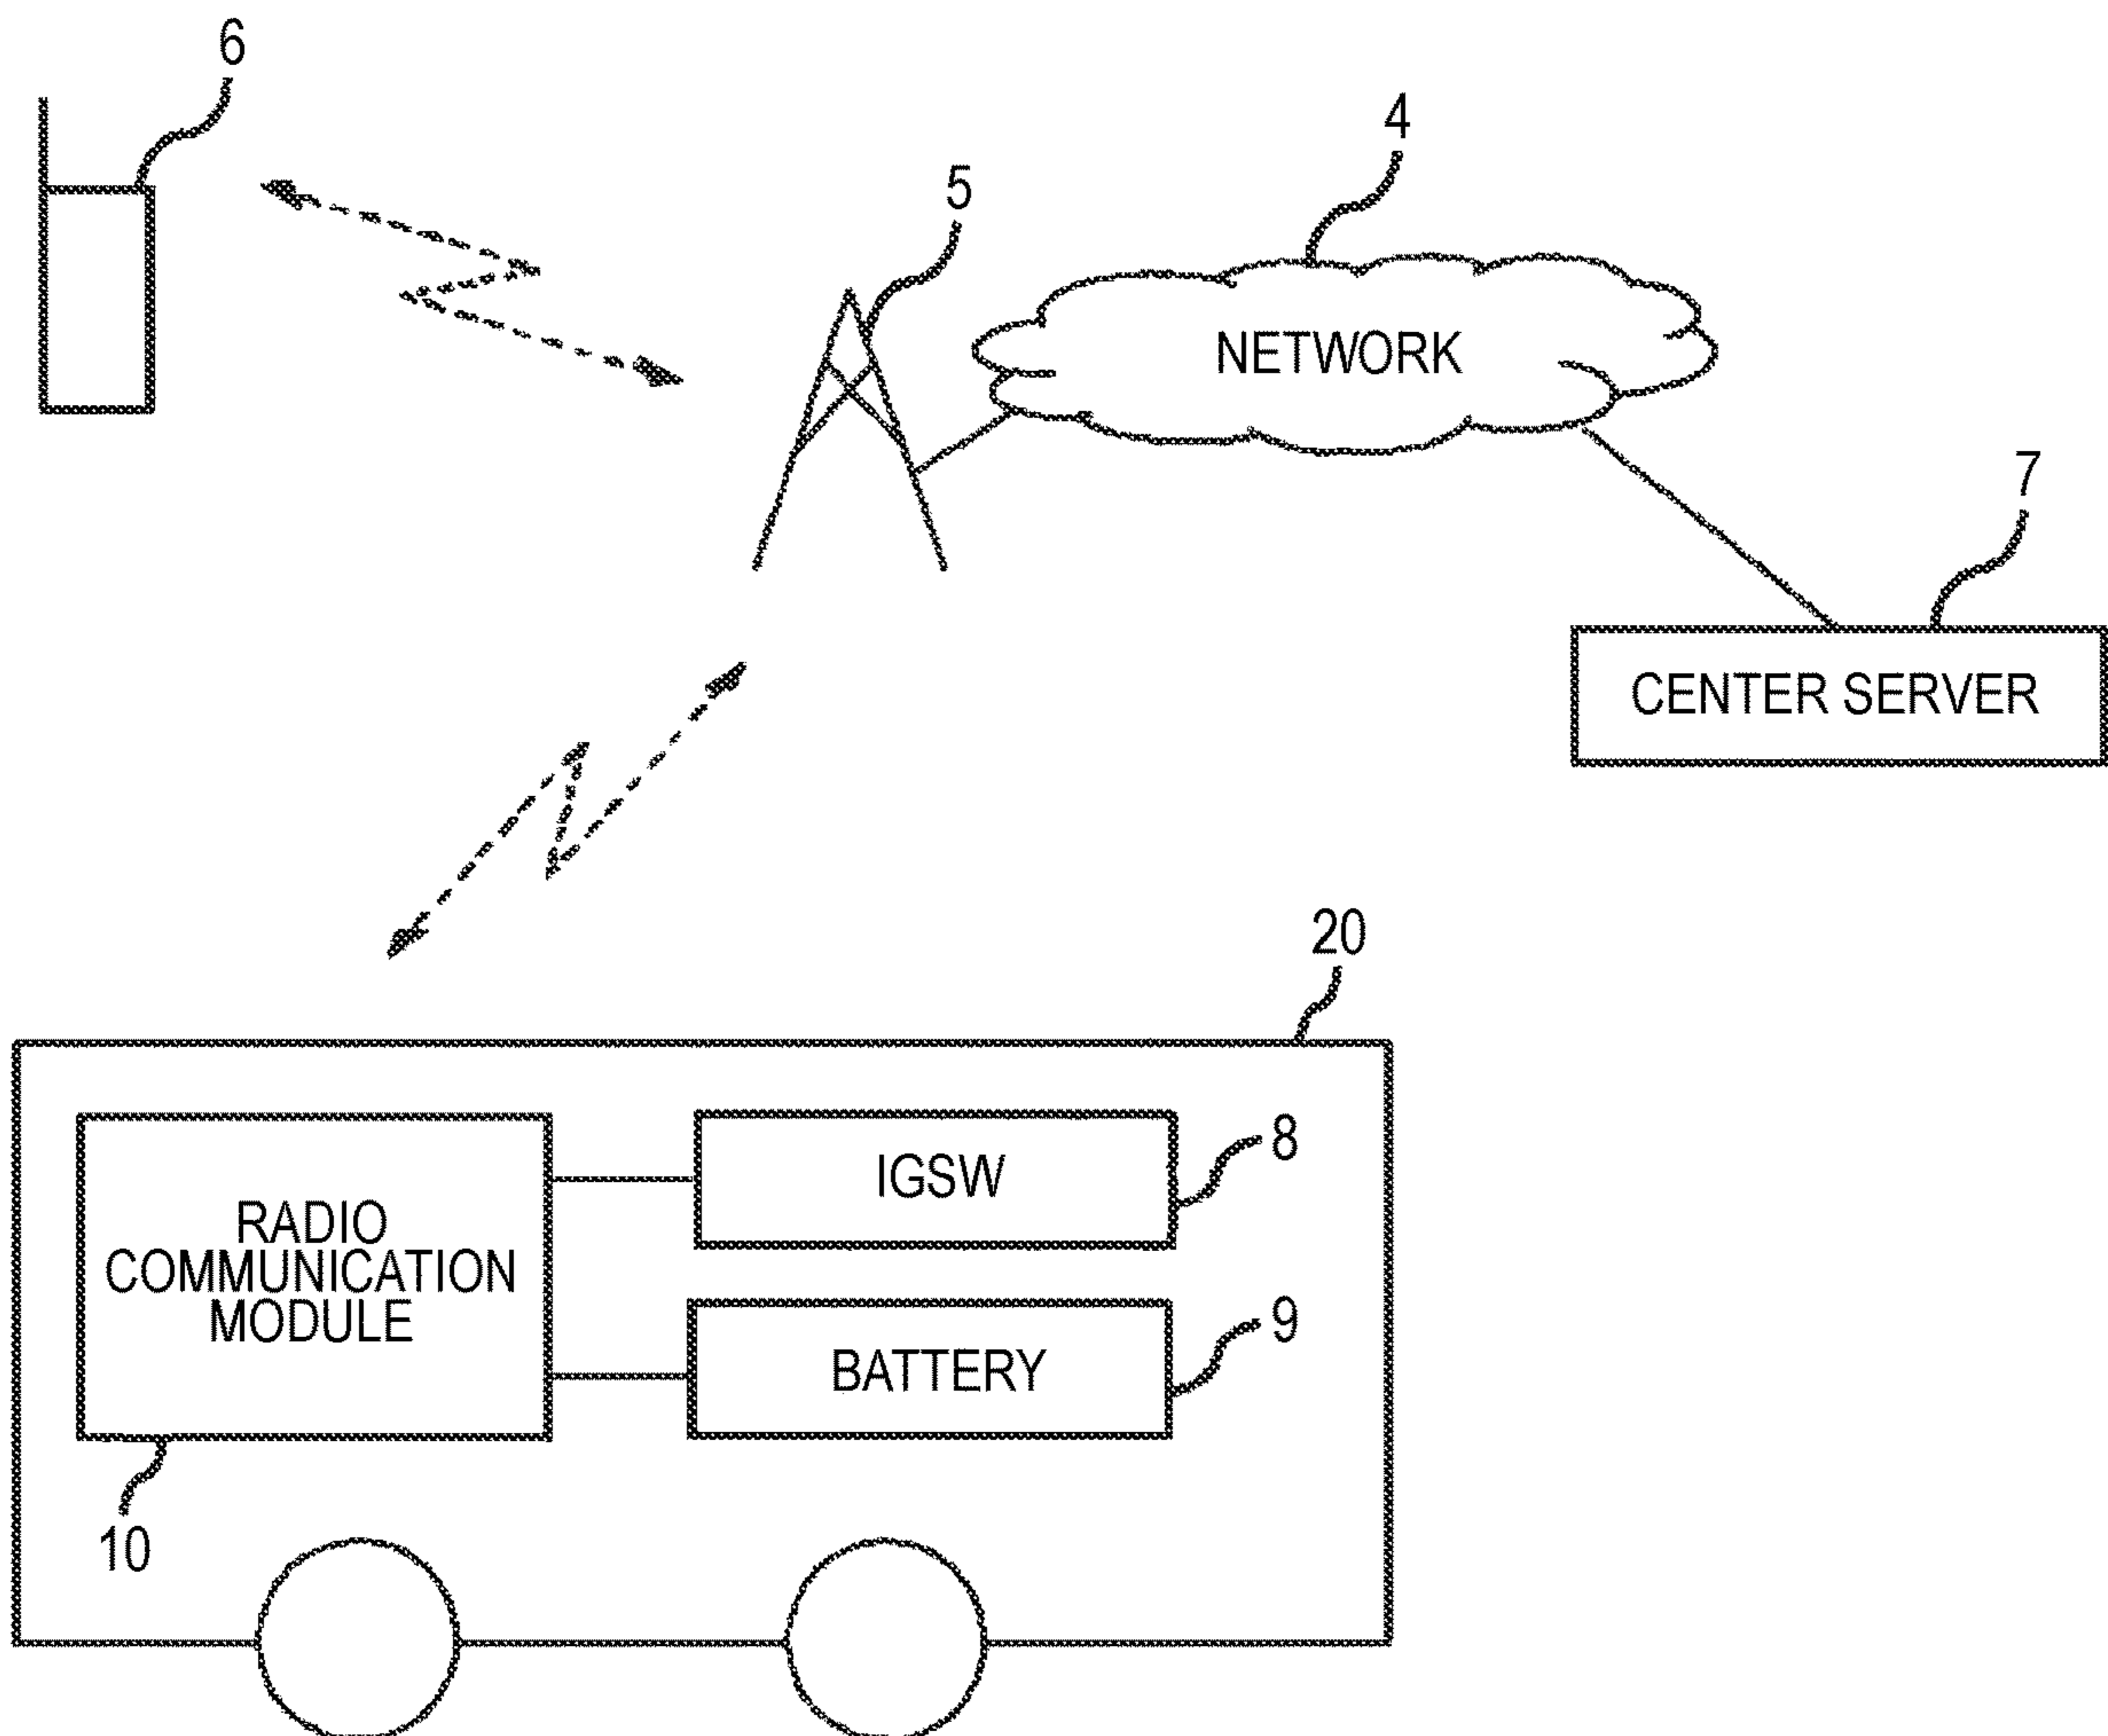 6
4
5
NETWORK
7
CENTER SERVER
20
8
IGSW
RADIO
COMMUNICATION
MODULE
9
BATTERY
10